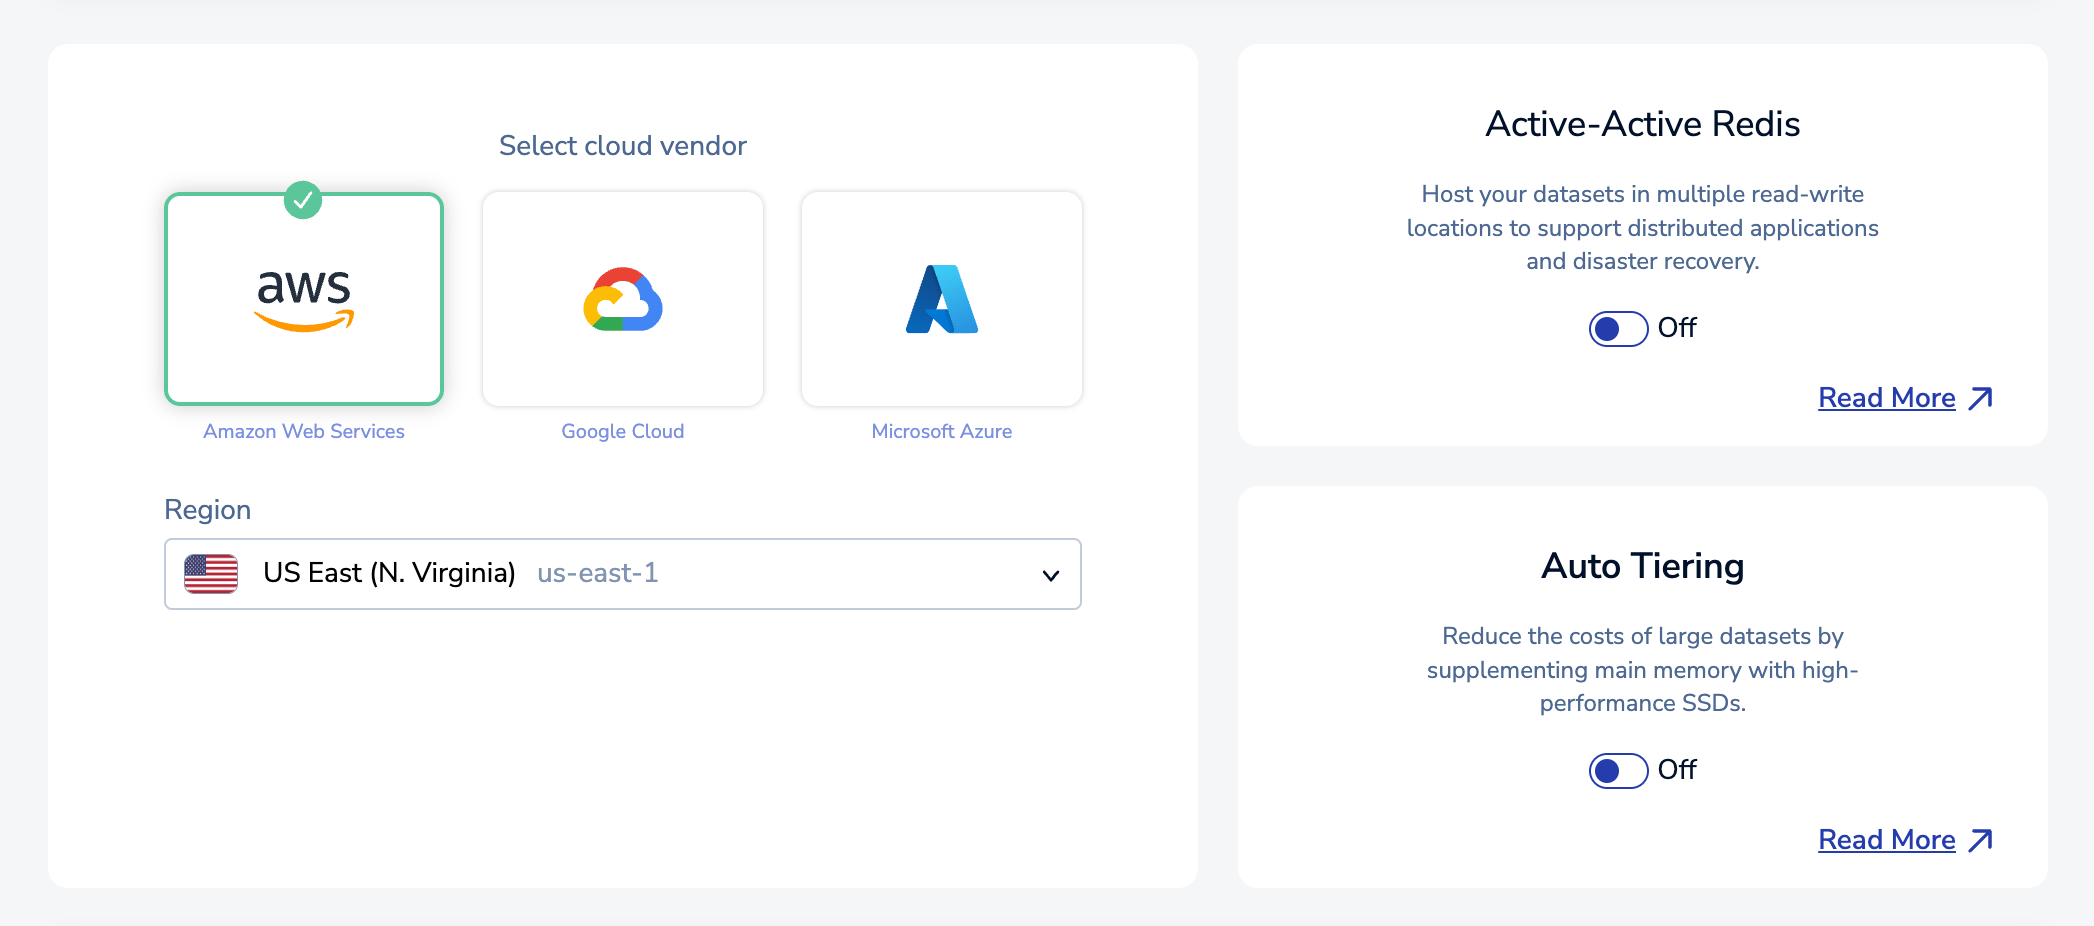 Select cloud vendor
aws
Amazon Web Services
Google Cloud
Microsoft Azure
Region
US East (N. Virginia) us-east-1
Active-Active Redis
Host your datasets in multiple read-write
locations to support distributed applications
and disaster recovery.
Off
Read More
Auto Tiering
Reduce the costs of large datasets by
supplementing main memory with high-
performance SSDs.
Off
Read More